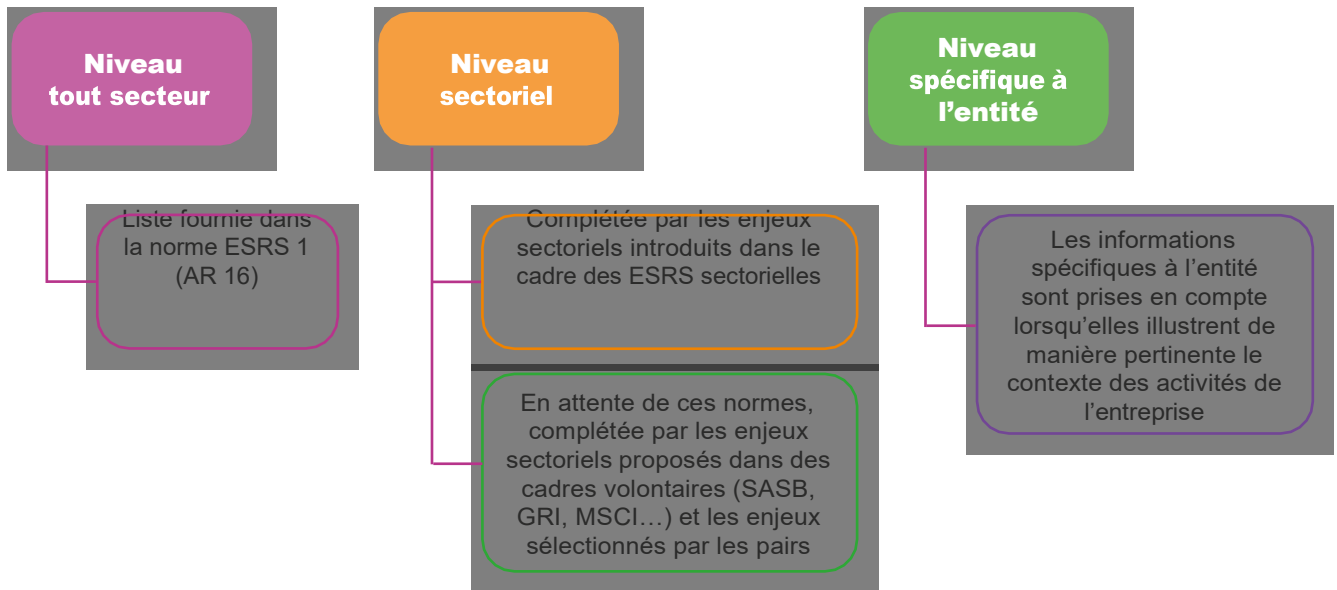 Niveau
tout secteur
Liste fournie dans
la norme ESRS 1
(AR 16)
Niveau
sectoriel
Complétée par les enjeux
sectoriels introduits dans le
cadre des ESRS sectorielles
En attente de ces normes,
complétée par les enjeux
sectoriels proposés dans des
cadres volontaires (SASB,
GRI, MSCI…) et les enjeux
sélectionnés par les pairs
Niveau
spécifique à
l’entité
Les informations
spécifiques à l’entité
sont prises en compte
lorsqu’elles illustrent de
manière pertinente le
contexte des activités de
l’entreprise